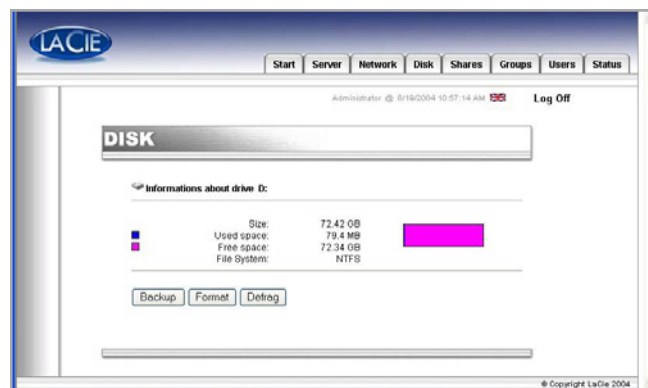 LACIE
Start Server Network Disk Shares Groups Users Status
Administrator @ 8/19/2004 10:57:14 AM Log Off
DISK
Informations about drive D:
Size: 72.42 GB
Used space: 79.4 MB
Free space: 72.34 GB
File System: NTFS
Backup Format Defrag
© Copyright LaCie 2004